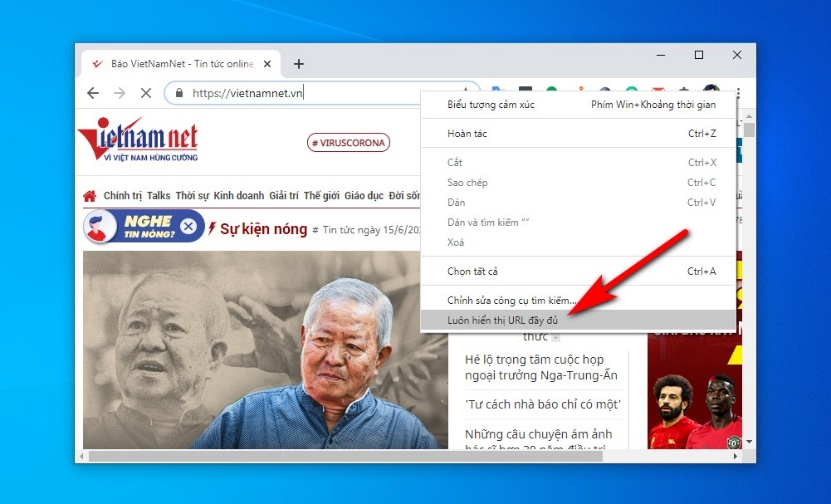 Báo VietNamNet - Tin tức online,
https://vietnamnet.vn
Vietnam net
VÌ VIỆT NAM HÙNG CƯỜNG
# VIRUSCORONA
Biểu tượng cảm xúc Phím Win+Khoảng thời gian
Hoàn tác Ctrl+Z
Cắt Ctrl+X
Sao chép Ctrl+C
Dán Ctrl+V
Dán và tìm kiếm “”
Xoá
Chọn tất cả Ctrl+A
Chỉnh sửa công cụ tìm kiếm...
Luôn hiển thị URL đầy đủ
Chính trị Talks Thời sự Kinh doanh Giải trí Thế giới Giáo dục Đời sốn
NGHE
TIN NÓNG?
Sự kiện nóng # Tin tức ngày 15/6/20
thức
Hé lộ trọng tâm cuộc họp
ngoại trưởng Nga-Trung-Ấn
'Tư cách nhà báo chỉ có một'
Những câu chuyện ám ảnh